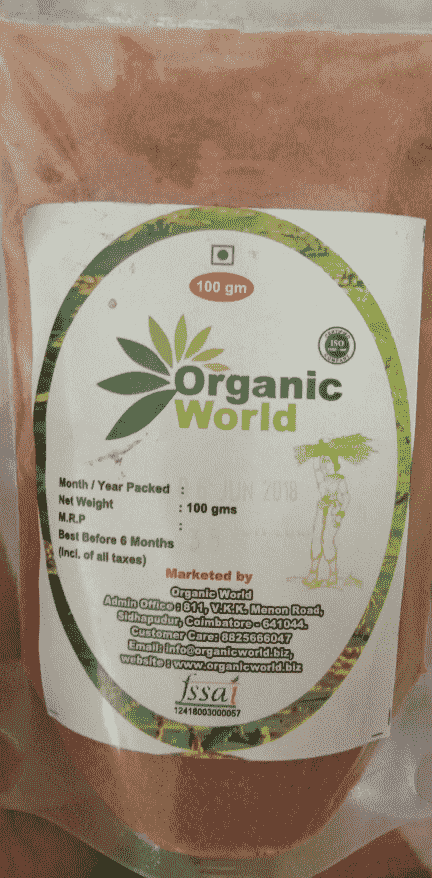 100 gm
ISO
Organic
World
Month / Year Packed :
JUN 2018
Net Weight : 100 gms
M.R.P :
Best Before 6 Months
(Incl. of all taxes)
Marketed by
Organic World
Admin Office : 811, V.K.K. Menon Road,
Sidhapudur, Coimbatore - 641044.
Customer Care: 8825666047
Email: info@organicworld.biz,
website : www.organicworld.biz
fssai
12418003000057